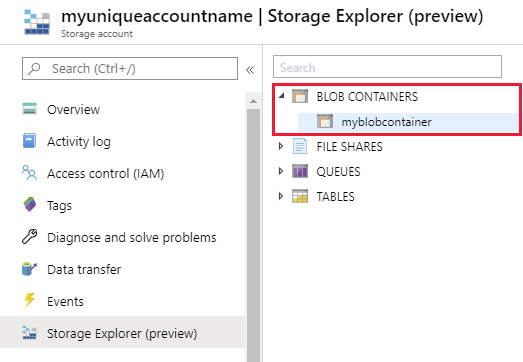 myuniqueaccountname | Storage Explorer (preview)
Storage account
Search (Ctrl+/)
«
Overview
Activity log
Access control (IAM)
Tags
Diagnose and solve problems
Data transfer
Events
Storage Explorer (preview)
Search
BLOB CONTAINERS
myblobcontainer
FILE SHARES
QUEUES
TABLES